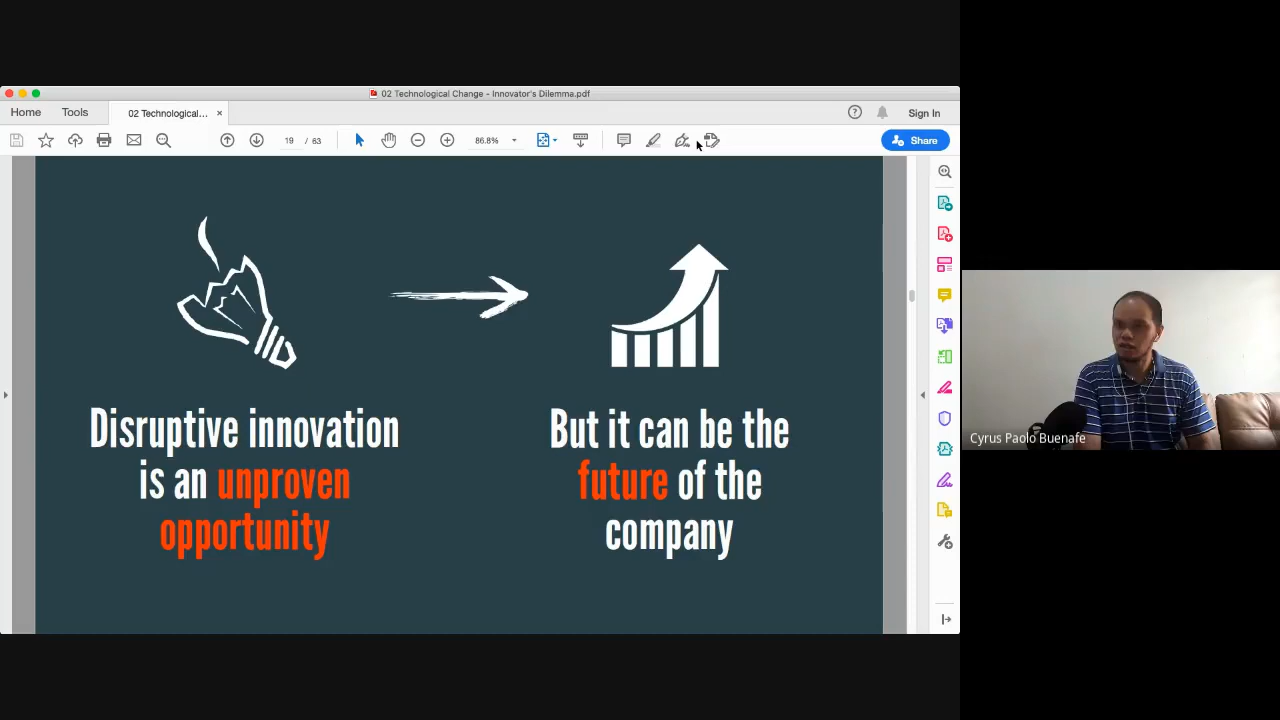 02 Technological Change - Innovator's Dilemma.pdf
Home
Tools
02 Technological...
×
Sign In
19 / 63
86.8%
Share
Disruptive innovation
is an unproven
opportunity
But it can be the
future of the
company
Cyrus Paolo Buenafe